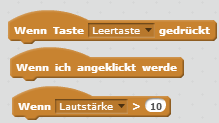 Wenn Taste Leertaste gedrückt
Wenn ich angeklickt werde
Wenn Lautstärke > 10